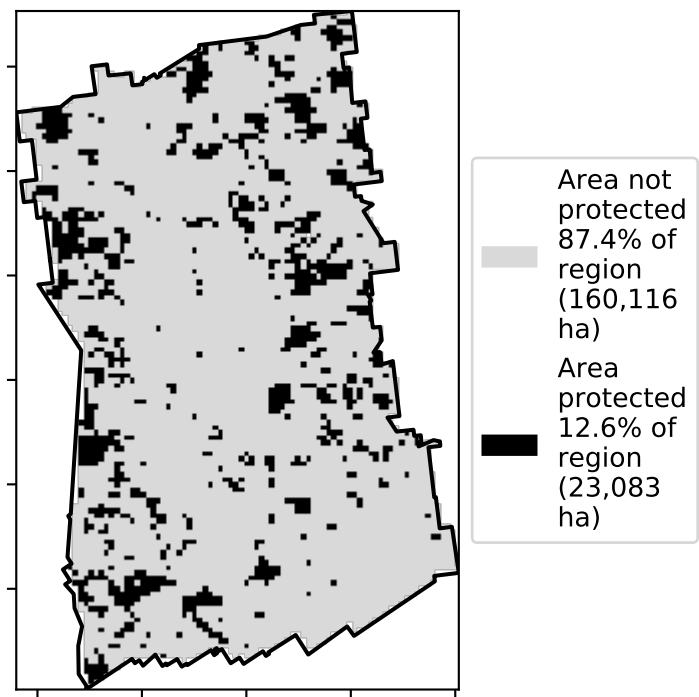 Area not
protected
87.4% of
region
(160,116
ha)
Area
protected
12.6% of
region
(23,083
ha)